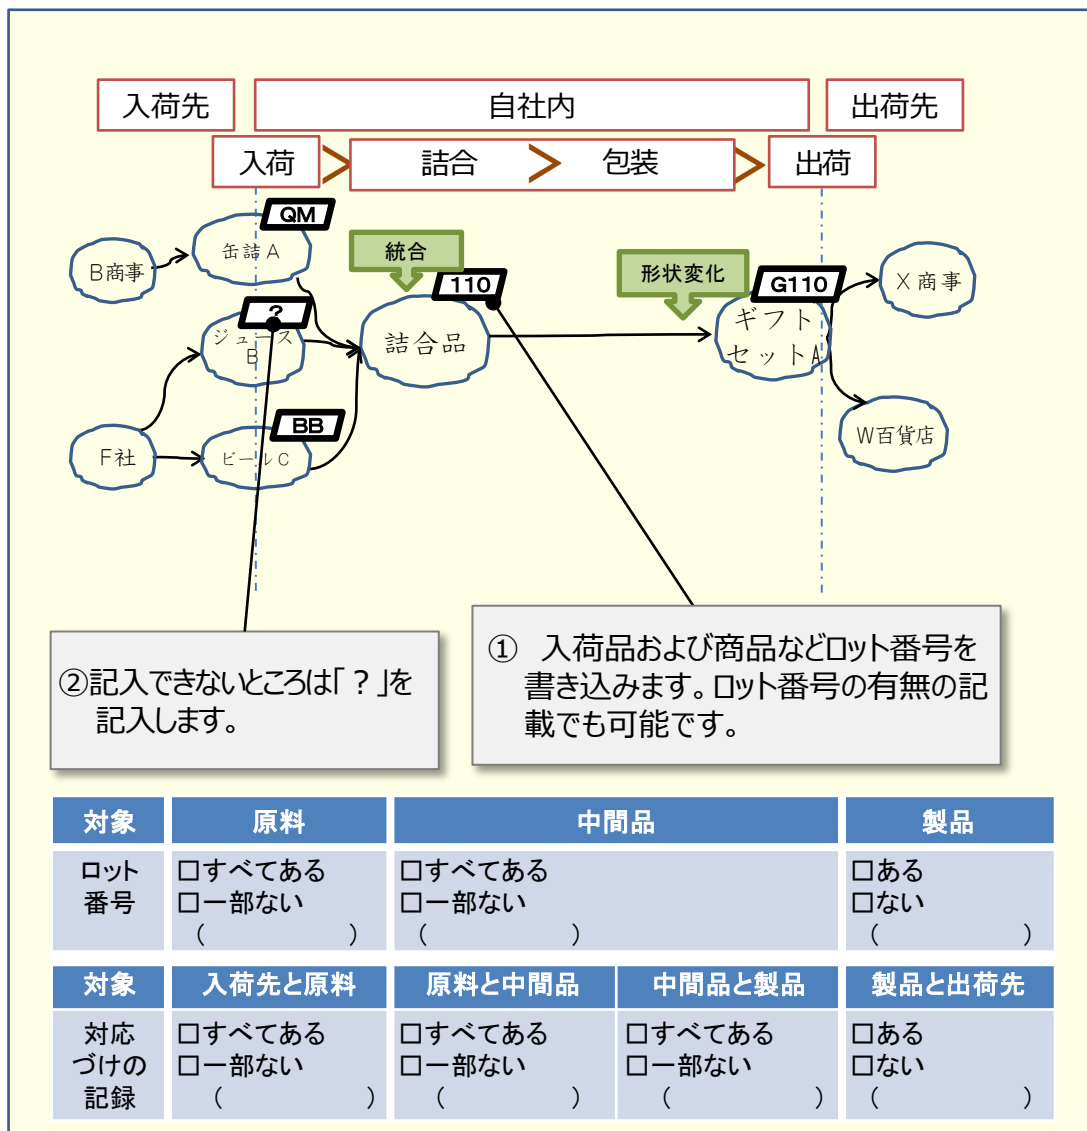 入荷先
自社内
出荷先
入荷
詰合
包装
出荷
QM
缶詰A
B商事
統合
110
形状変化
G110
X商事
?
ジュース
B
詰合品
ギフト
セットA
BB
ビールC
F社
W百貨店
②記入できないところは「？」を
記入します。
① 入荷品および商品などロット番号を
書き込みます。ロット番号の有無の記
載でも可能です。
対象 原料 中間品 製品
ロット
番号
□すべてある
□一部ない
（ ）
□すべてある
□一部ない
（ ）
□ある
□ない
（ ）
対象 入荷先と原料 原料と中間品 中間品と製品 製品と出荷先
対応
づけの
記録
□すべてある
□一部ない
（ ）
□すべてある
□一部ない
（ ）
□すべてある
□一部ない
（ ）
□ある
□ない
（ ）